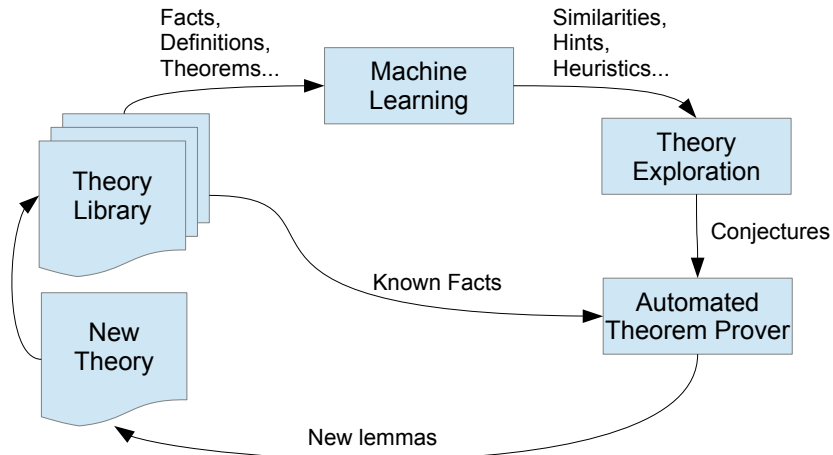 Facts,
Definitions,
Theorems...
Machine
Learning
Similarities,
Hints,
Heuristics...
Theory
Exploration
Theory
Library
Conjectures
Known Facts
Automated
Theorem Prover
New
Theory
New lemmas